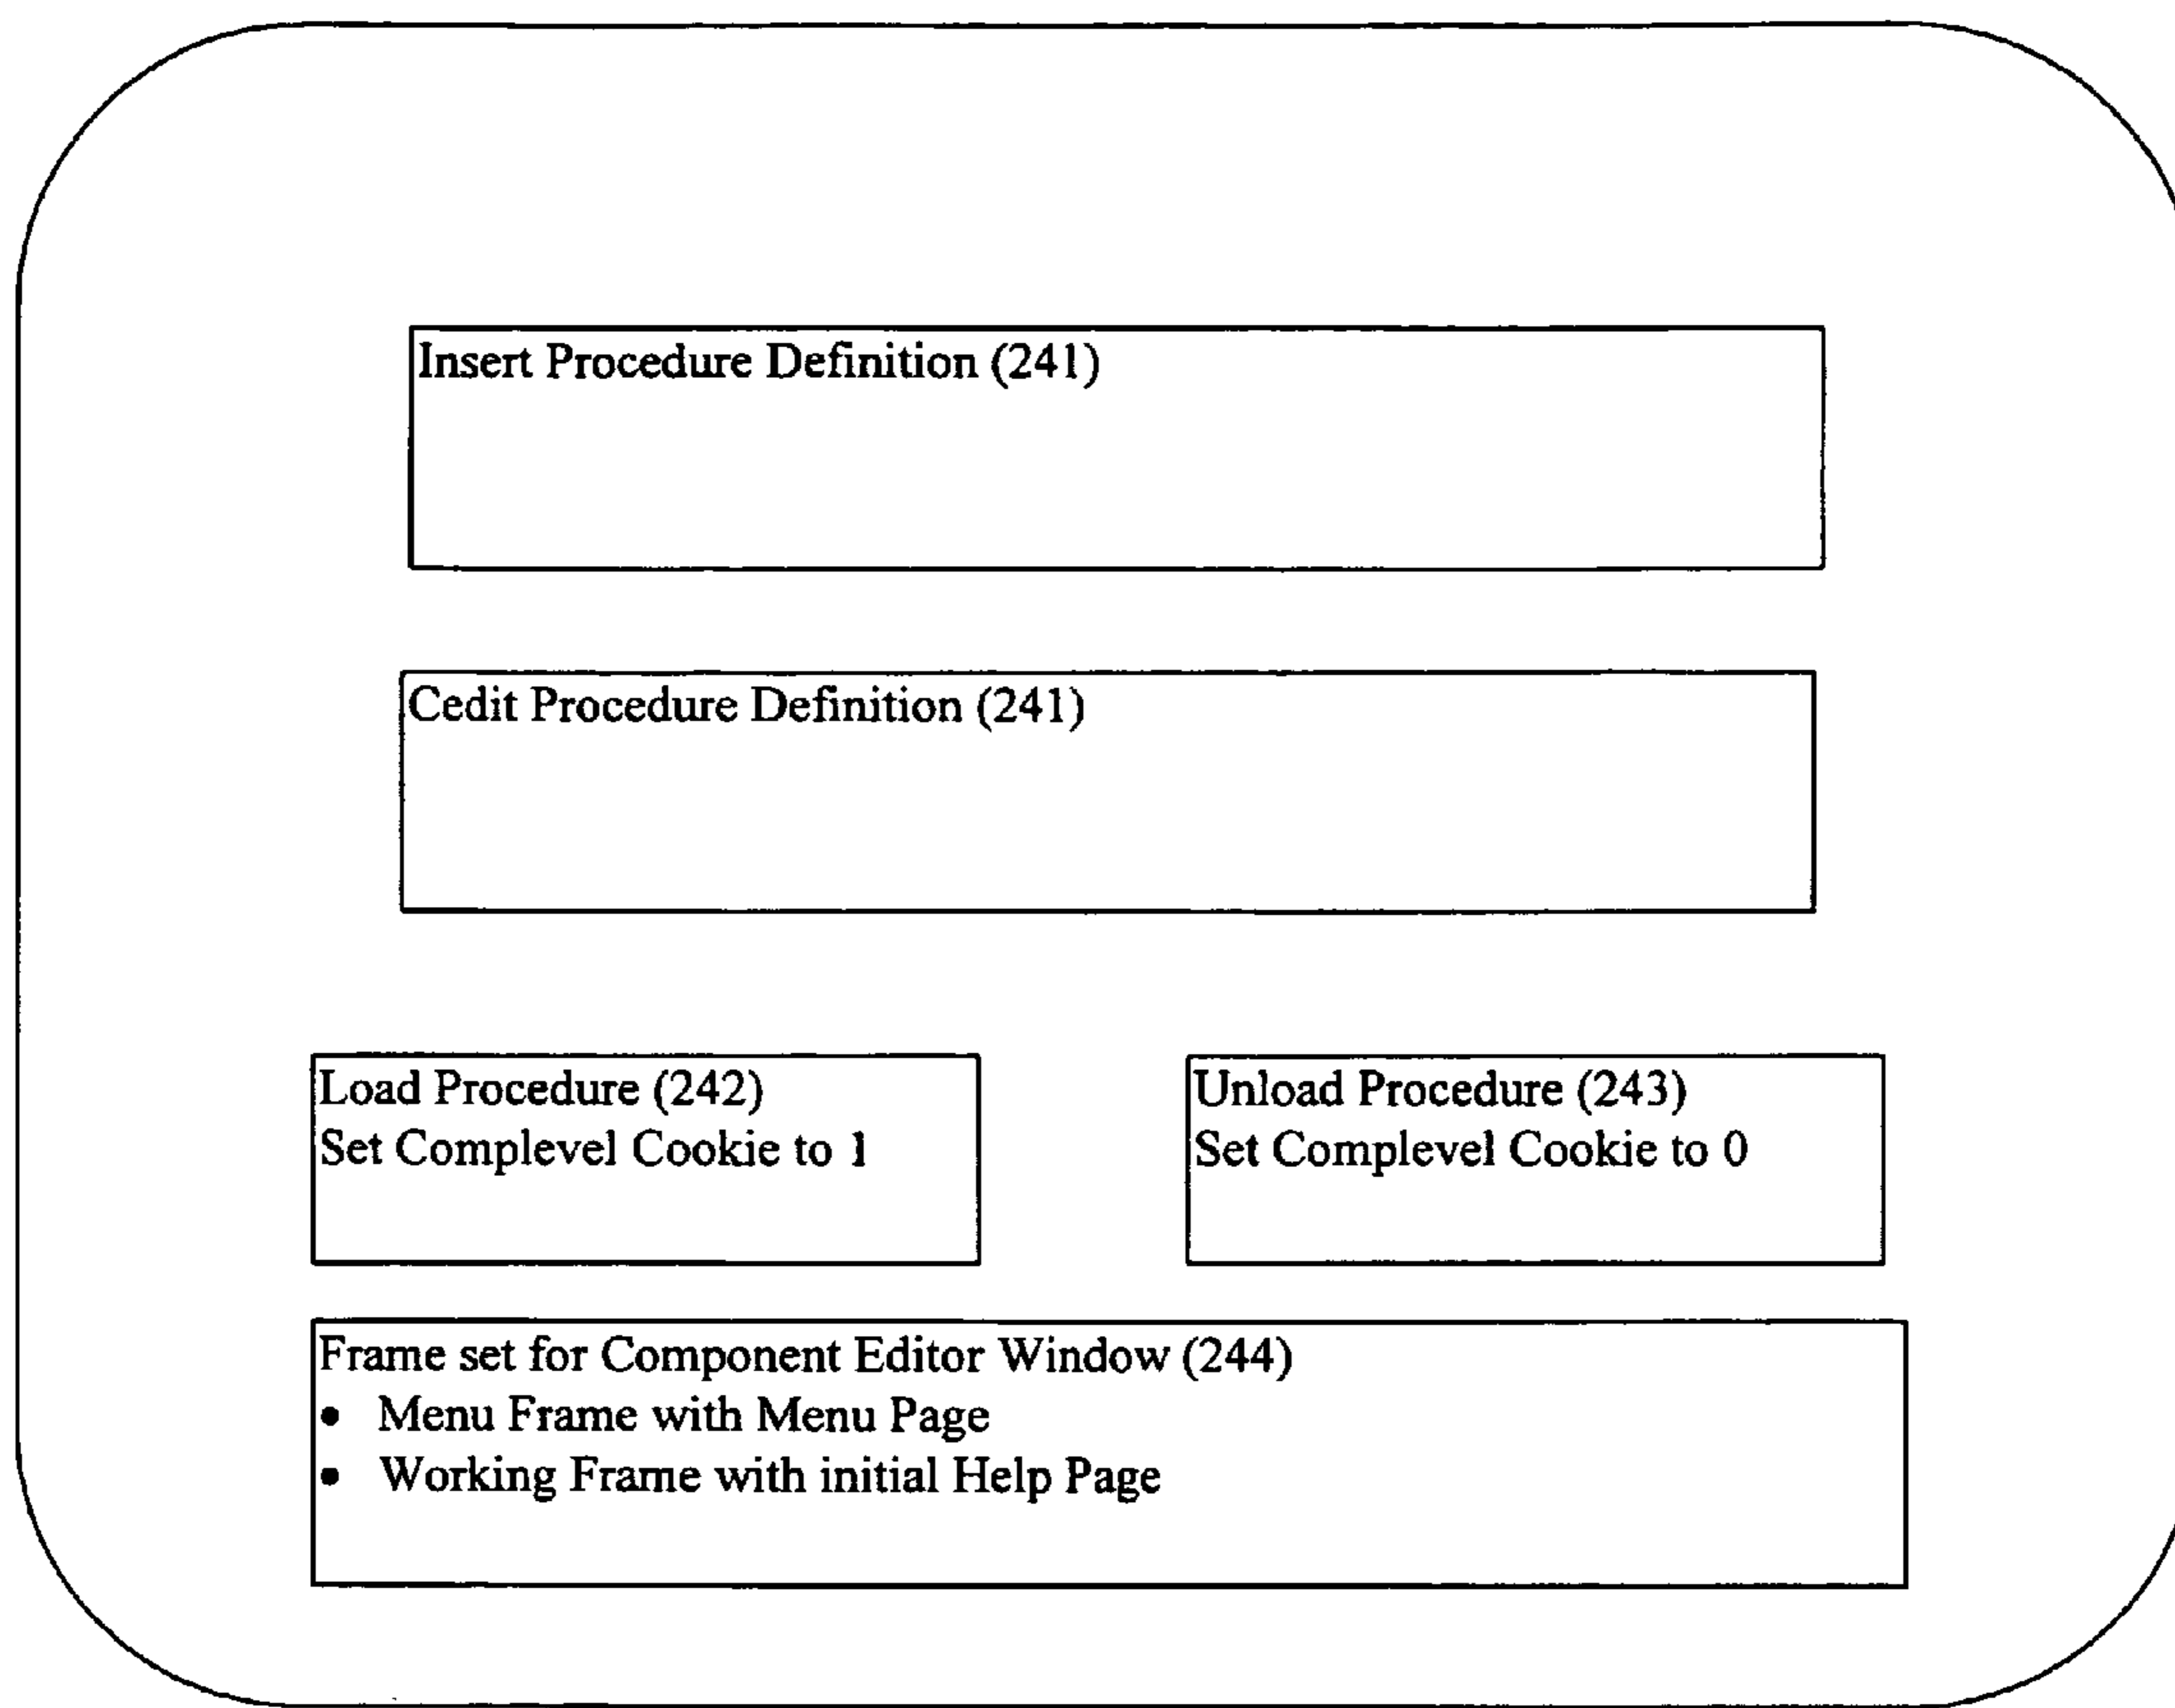 Insert Procedure Definition (241)
Cedit Procedure Definition (241)
Load Procedure (242)
Set Complevel Cookie to 1
Unload Procedure (243)
Set Complevel Cookie to 0
Frame set for Component Editor Window (244)
• Menu Frame with Menu Page
• Working Frame with initial Help Page